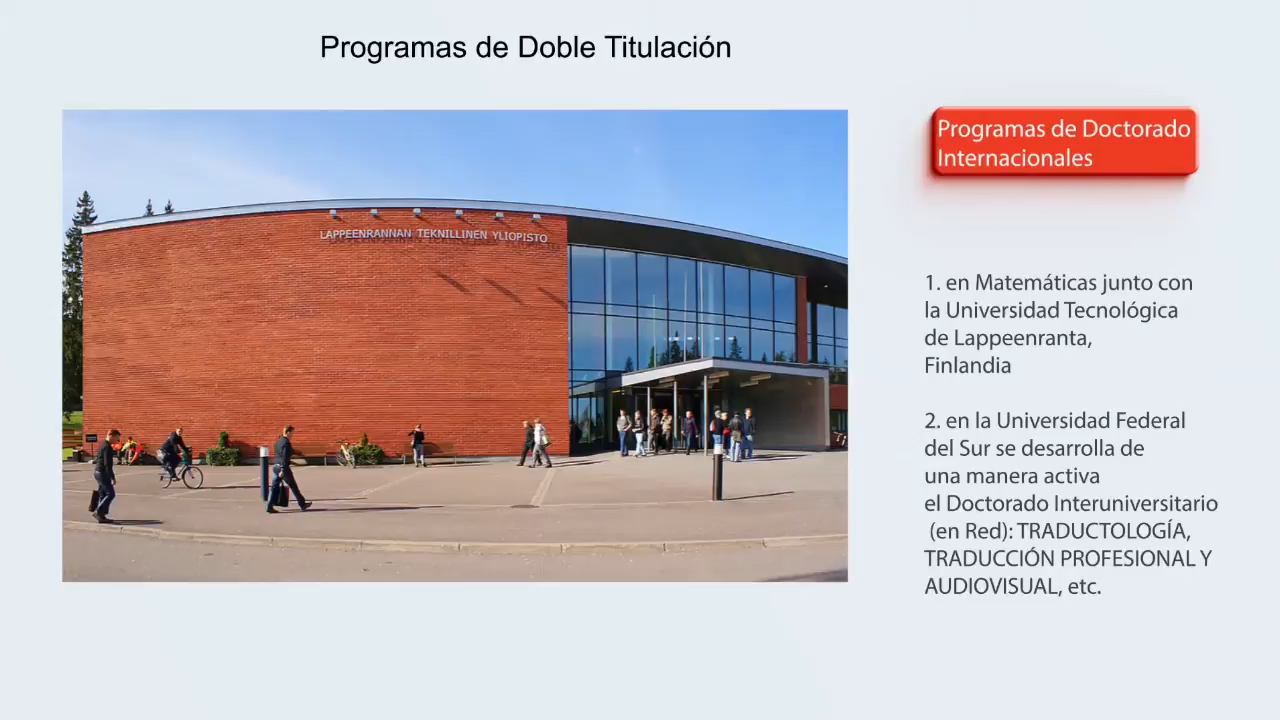 Programas de Doble Titulación
LAPPEENRANNAN TEKNILLINEN YLIOPISTO
Programas de Doctorado
Internacionales
1. en Matemáticas junto con
la Universidad Tecnológica
de Lappeenranta,
Finlandia
2. en la Universidad Federal
del Sur se desarrolla de
una manera activa
el Doctorado Interuniversitario
(en Red): TRADUCTOLOGÍA,
TRADUCCIÓN PROFESIONAL Y
AUDIOVISUAL, etc.